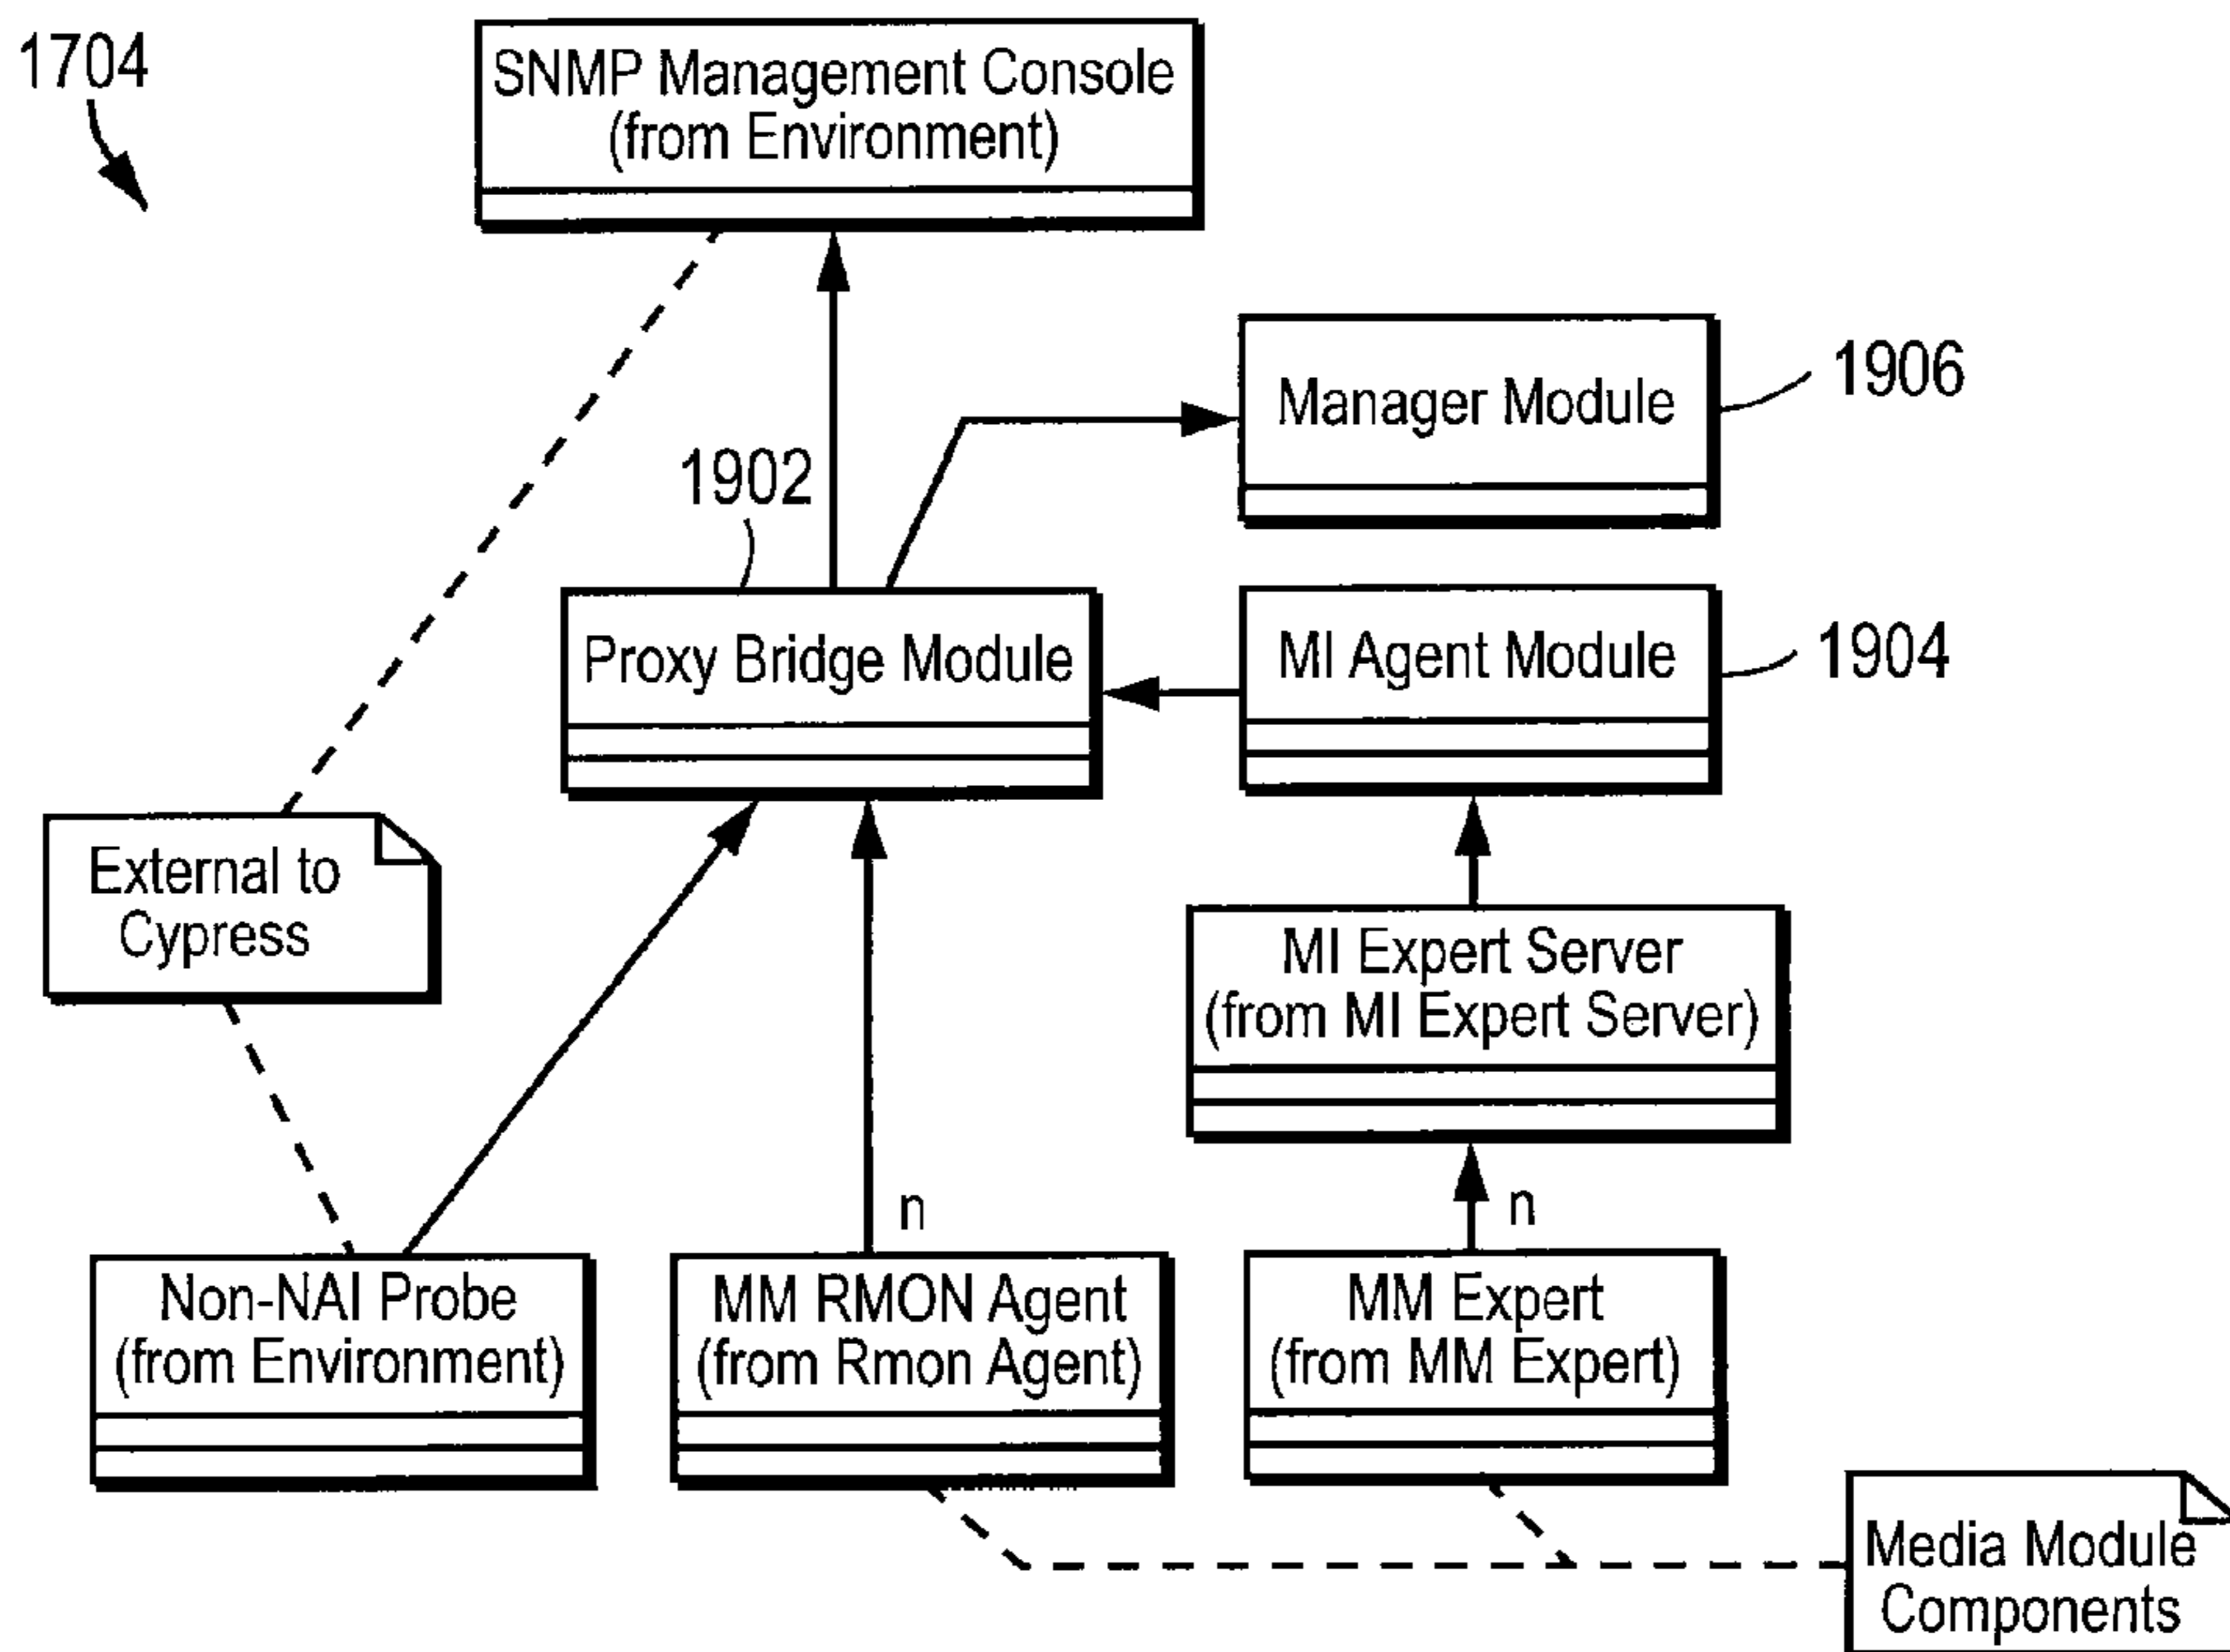 1704
SNMP Management Console
(from Environment)
Manager Module
1906
1902
Proxy Bridge Module
MI Agent Module
1904
External to
Cypress
MI Expert Server
(from MI Expert Server)
n
n
Non-NAI Probe
(from Environment)
MM RMON Agent
(from Rmon Agent)
MM Expert
(from MM Expert)
Media Module
Components